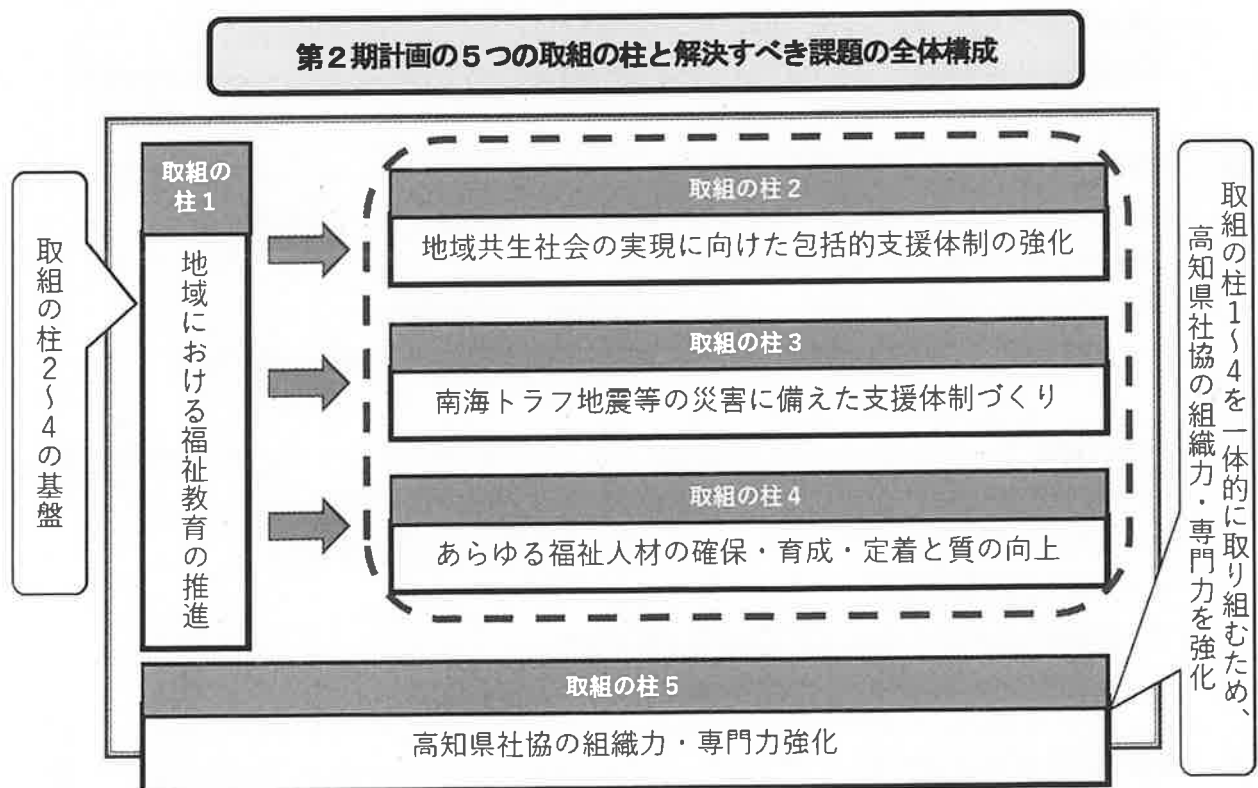 第2期計画の5つの取組の柱と解決すべき課題の全体構成
取組の柱2~4の基盤
取組の
柱1
地域における福祉教育の推進
取組の柱2
地域共生社会の実現に向けた包括的支援体制の強化
取組の柱3
南海トラフ地震等の災害に備えた支援体制づくり
取組の柱4
あらゆる福祉人材の確保・育成・定着と質の向上
取組の柱5
高知県社協の組織力・専門力強化
取組の柱1~4を一体的に取り組むため、
高知県社協の組織力・専門力を強化